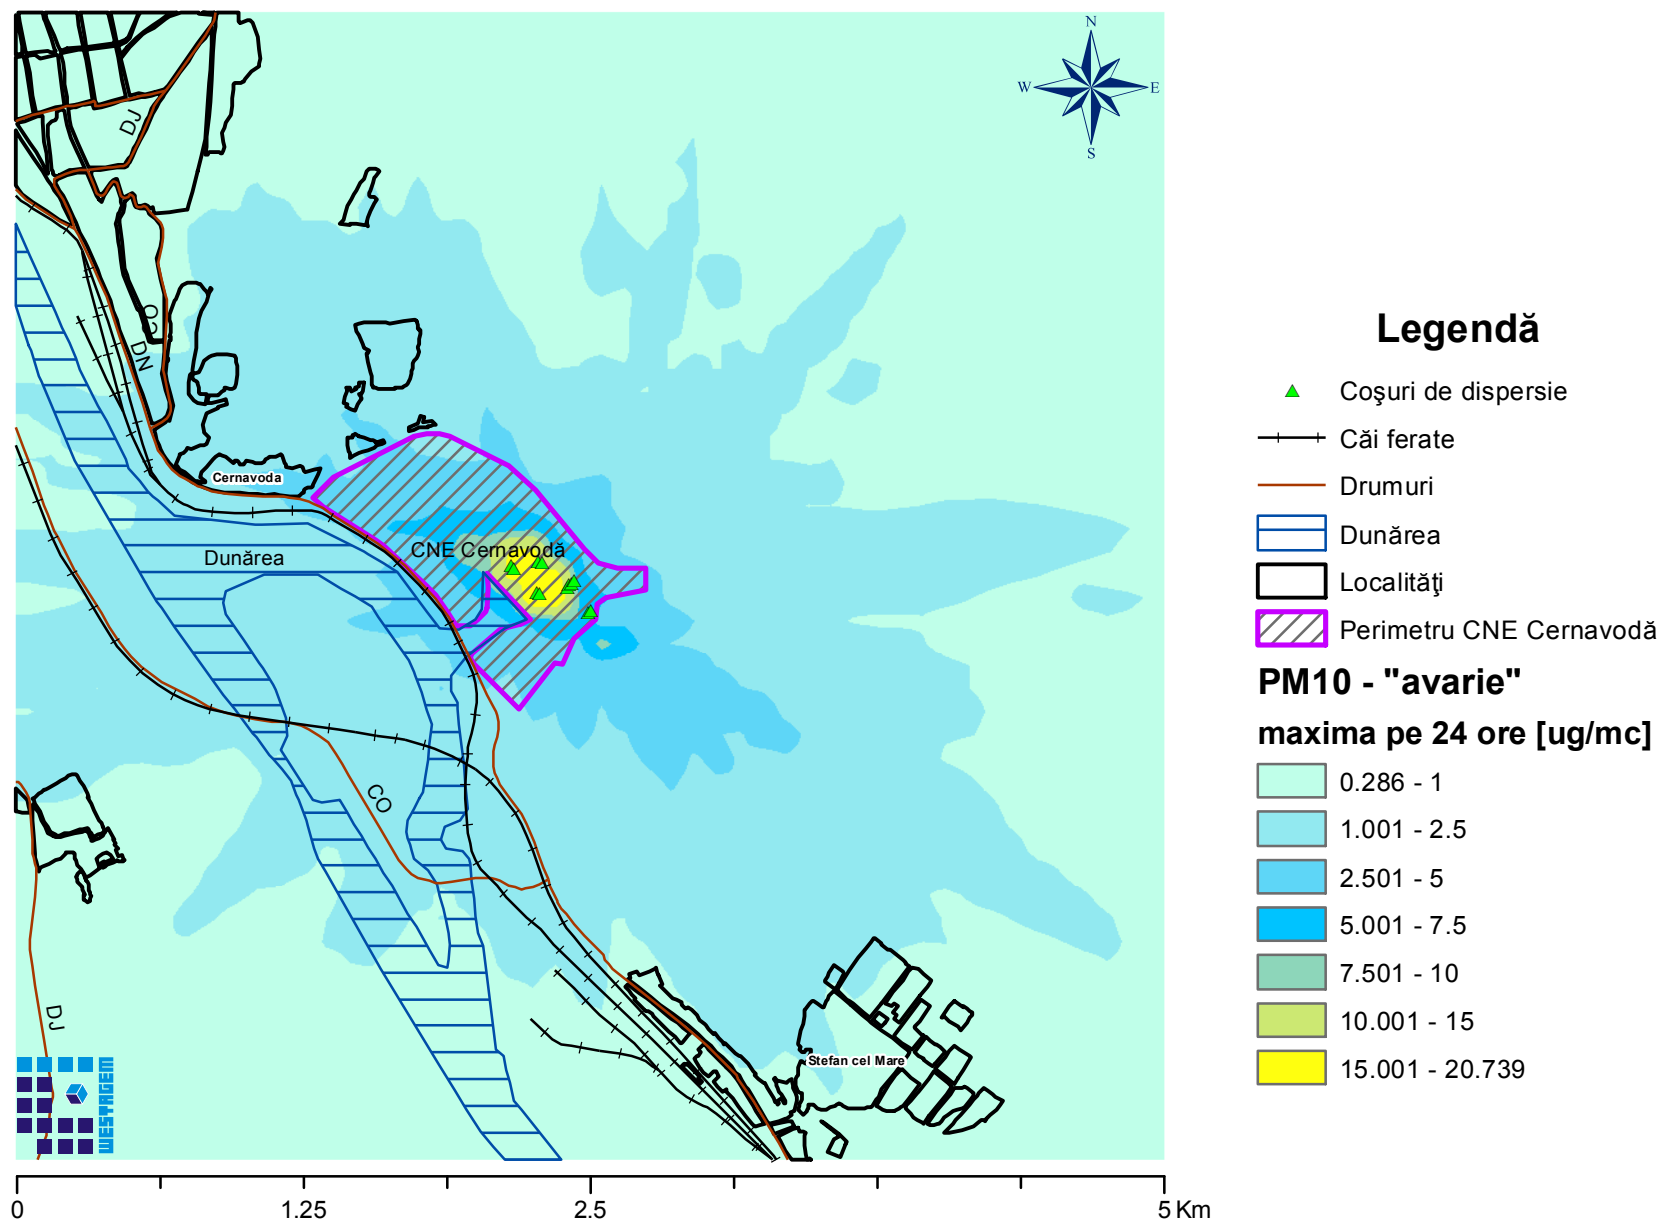 N
W
E
S
DJ
CO
DN
Cernavoda
Dunărea
CNE Cernavodă
CO
DJ
Stefan cel Mare
WESTAGEM
0
1.25
2.5
5 Km
Legendă
Coşuri de dispersie
Căi ferate
Drumuri
Dunărea
Localităţi
Perimetru CNE Cernavodă
PM10 - "avarie"
maxima pe 24 ore [ug/mc]
0.286 - 1
1.001 - 2.5
2.501 - 5
5.001 - 7.5
7.501 - 10
10.001 - 15
15.001 - 20.739